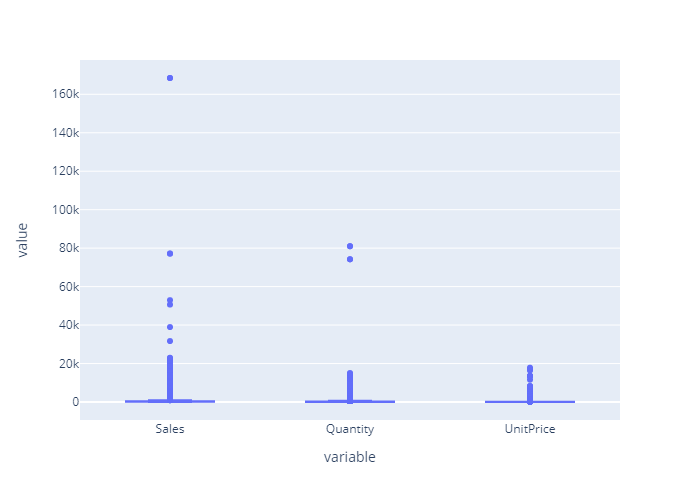 160k
140k
120k
100k
80k
60k
40k
20k
0
value
Sales Quantity UnitPrice
variable